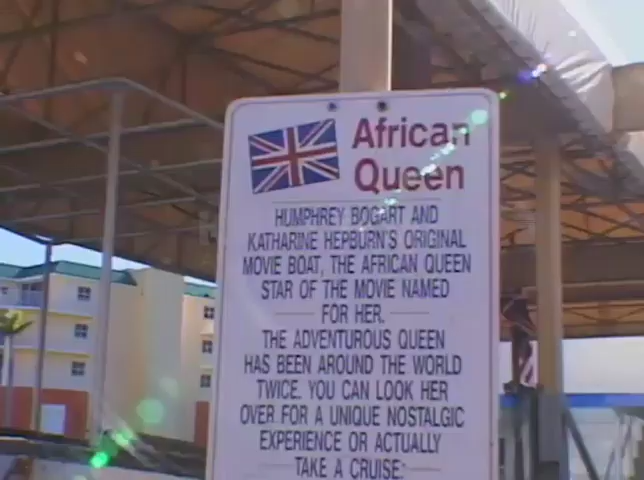 African
Queen
HUMPHREY BOGART AND
KATHARINE HEPBURN'S ORIGINAL
MOVIE BOAT, THE AFRICAN QUEEN
STAR OF THE MOVIE NAMED
FOR HER.
THE ADVENTUROUS QUEEN
HAS BEEN AROUND THE WORLD
TWICE. YOU CAN LOOK HER
OVER FOR A UNIQUE NOSTALGIC
EXPERIENCE OR ACTUALLY
TAKE A CRUISE: